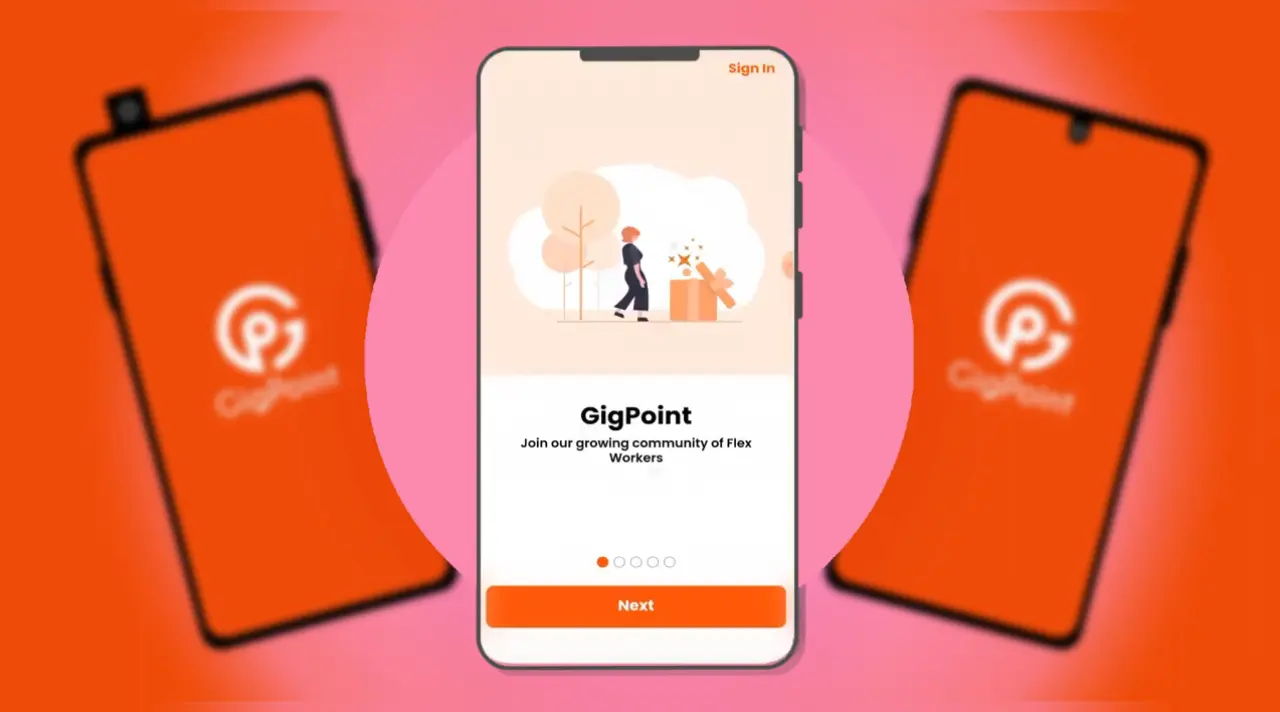 Sign In
GigPoint
GigPoint
GigPoint
Join our growing community of Flex
Workers
Next